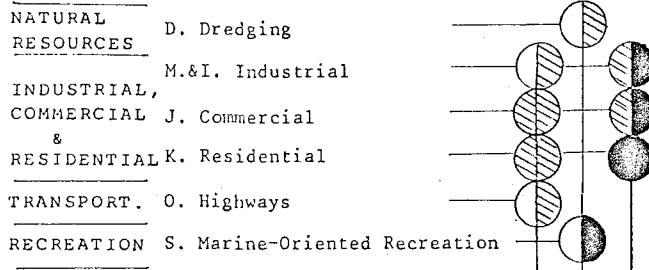 NATURAL
RESOURCES
D. Dredging
M.&I. Industrial
INDUSTRIAL,
COMMERCIAL
&
RESIDENTIAL
J. Commercial
K. Residential
TRANSPORT. O. Highways
RECREATION S. Marine-Oriented Recreation